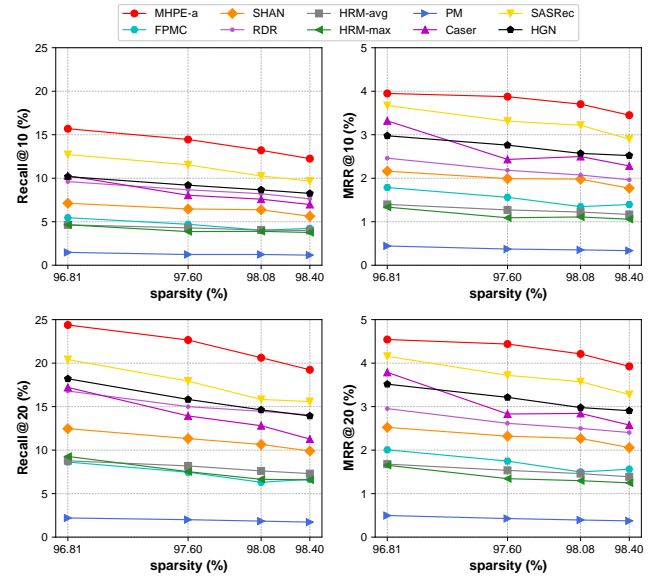 MHPE-a SHAN HRM-avg PM SASRec
FPMC RDR HRM-max Caser HGN
25
20
15
10
5
0
Recall@10 (%)
96.81 97.60 98.08 98.40
sparsity (%)
5
4
3
2
1
0
MRR@10 (%)
96.81 97.60 98.08 98.40
sparsity (%)
25
20
15
10
5
0
Recall@20 (%)
96.81 97.60 98.08 98.40
sparsity (%)
5
4
3
2
1
0
MRR@20 (%)
96.81 97.60 98.08 98.40
sparsity (%)